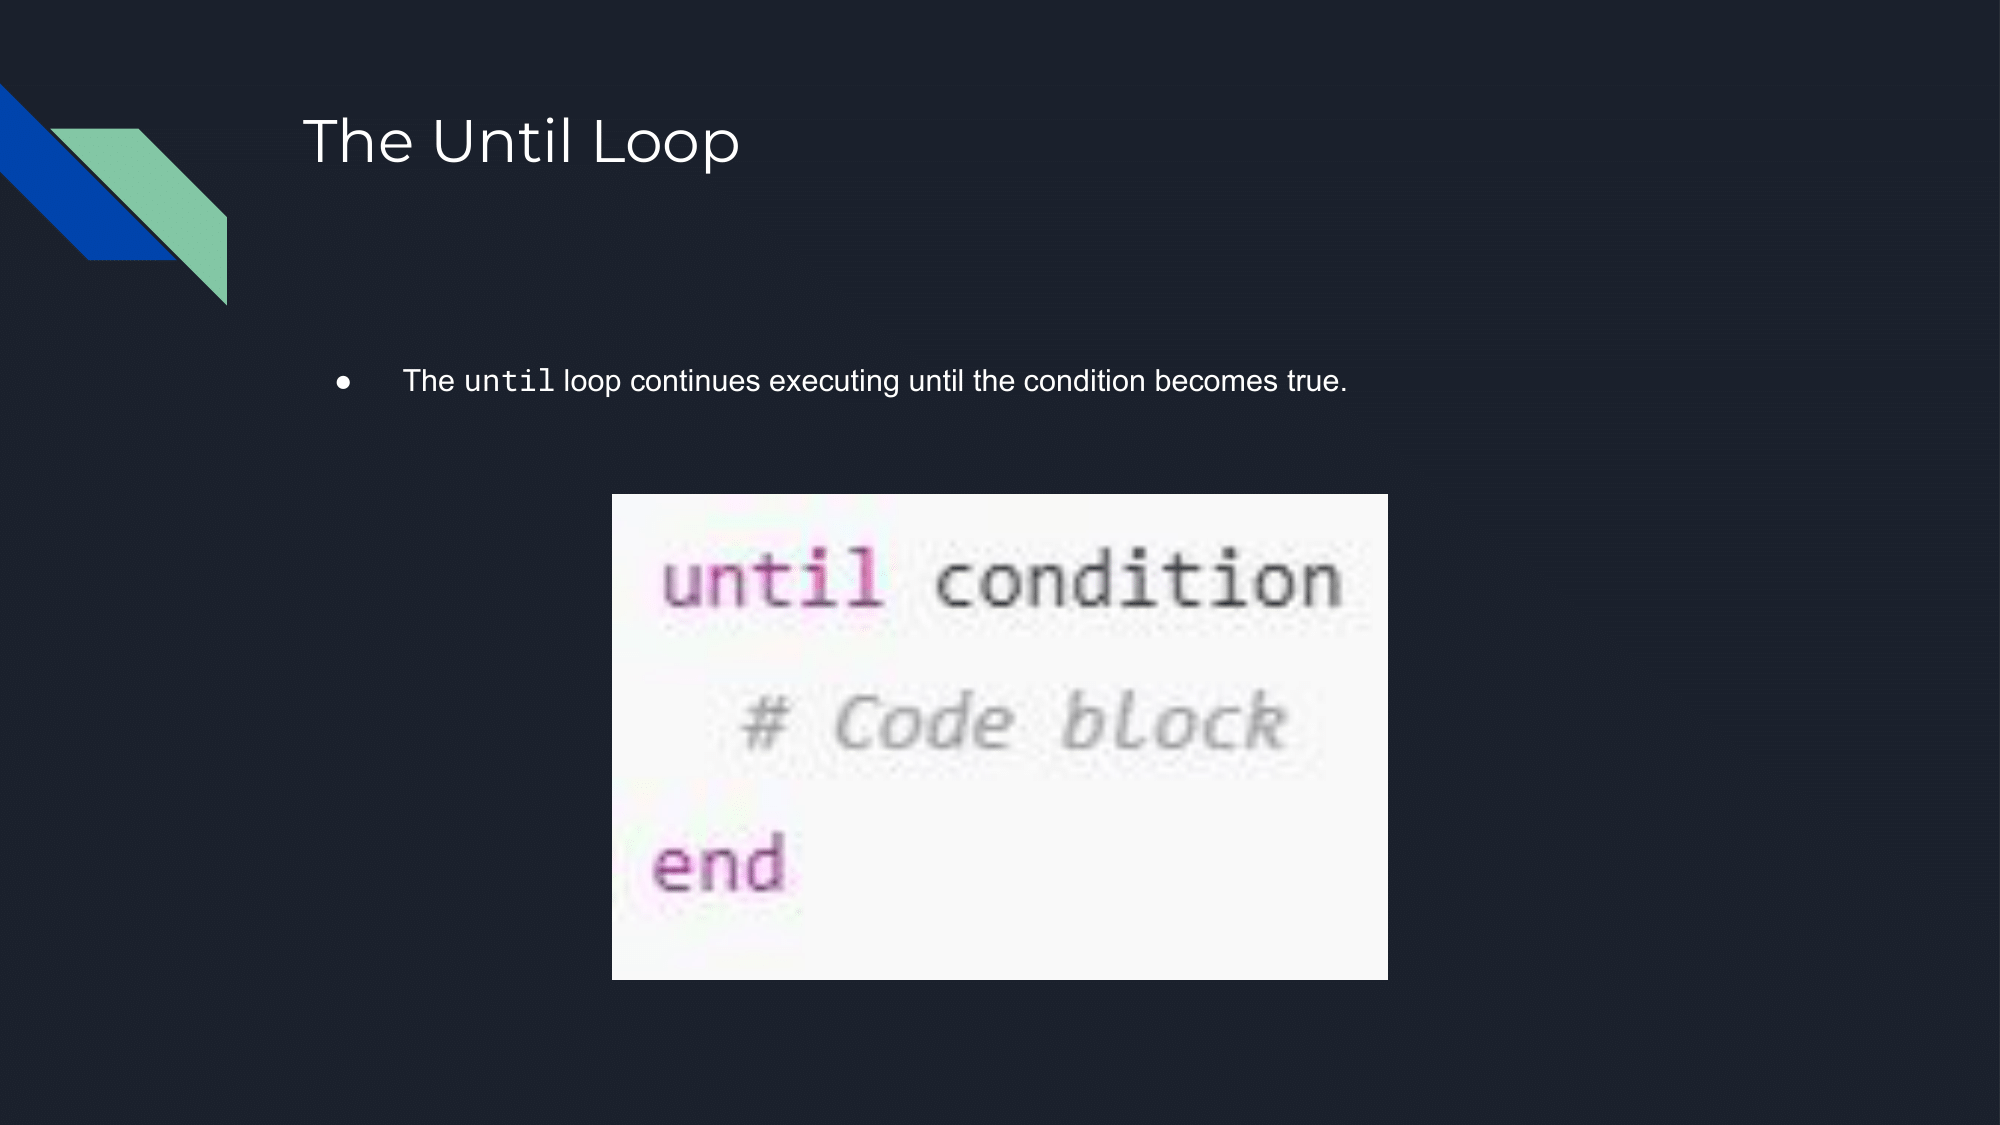 The Until Loop
● The until loop continues executing until the condition becomes true.
until condition
# Code block
end